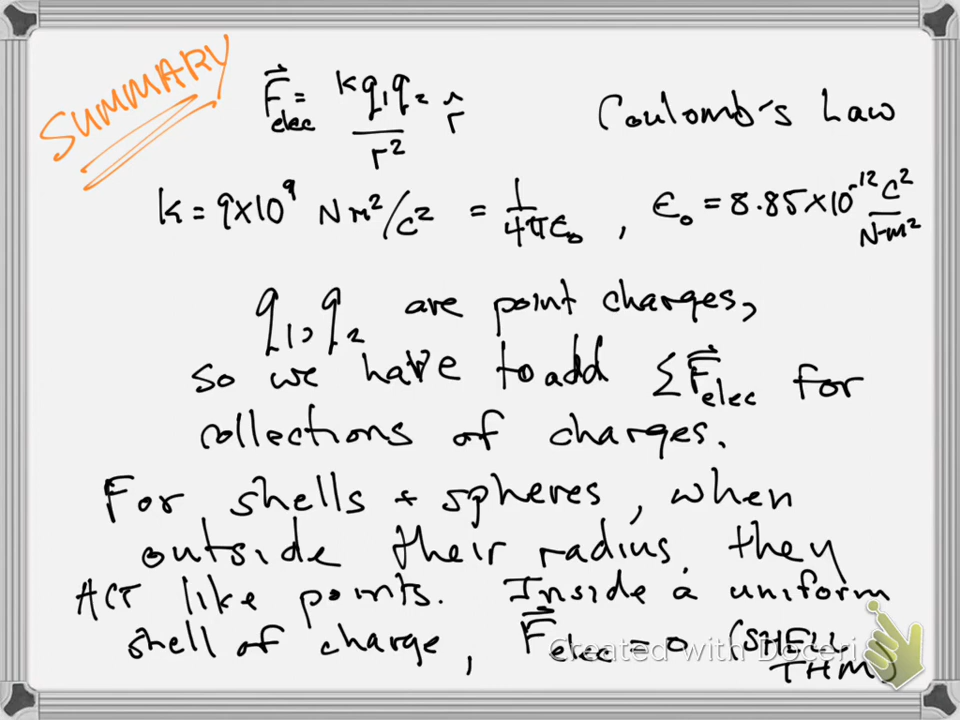 SUMMARY
F⃗elec = kq₁q₂/r² r̂ Coulomb's Law
k = 9×10⁹ N m²/C² = 1/4πϵ₀ , ϵ₀ = 8.85×10⁻¹² C²/N-m²
q₁, q₂ are point charges,
so we have to add ΣF⃗elec for
collections of charges.
For shells + spheres, when
outside their radius, they
ACT like points. Inside a uniform
shell of charge, F⃗elec = 0 (SHELL
THM)
Created with Doceri